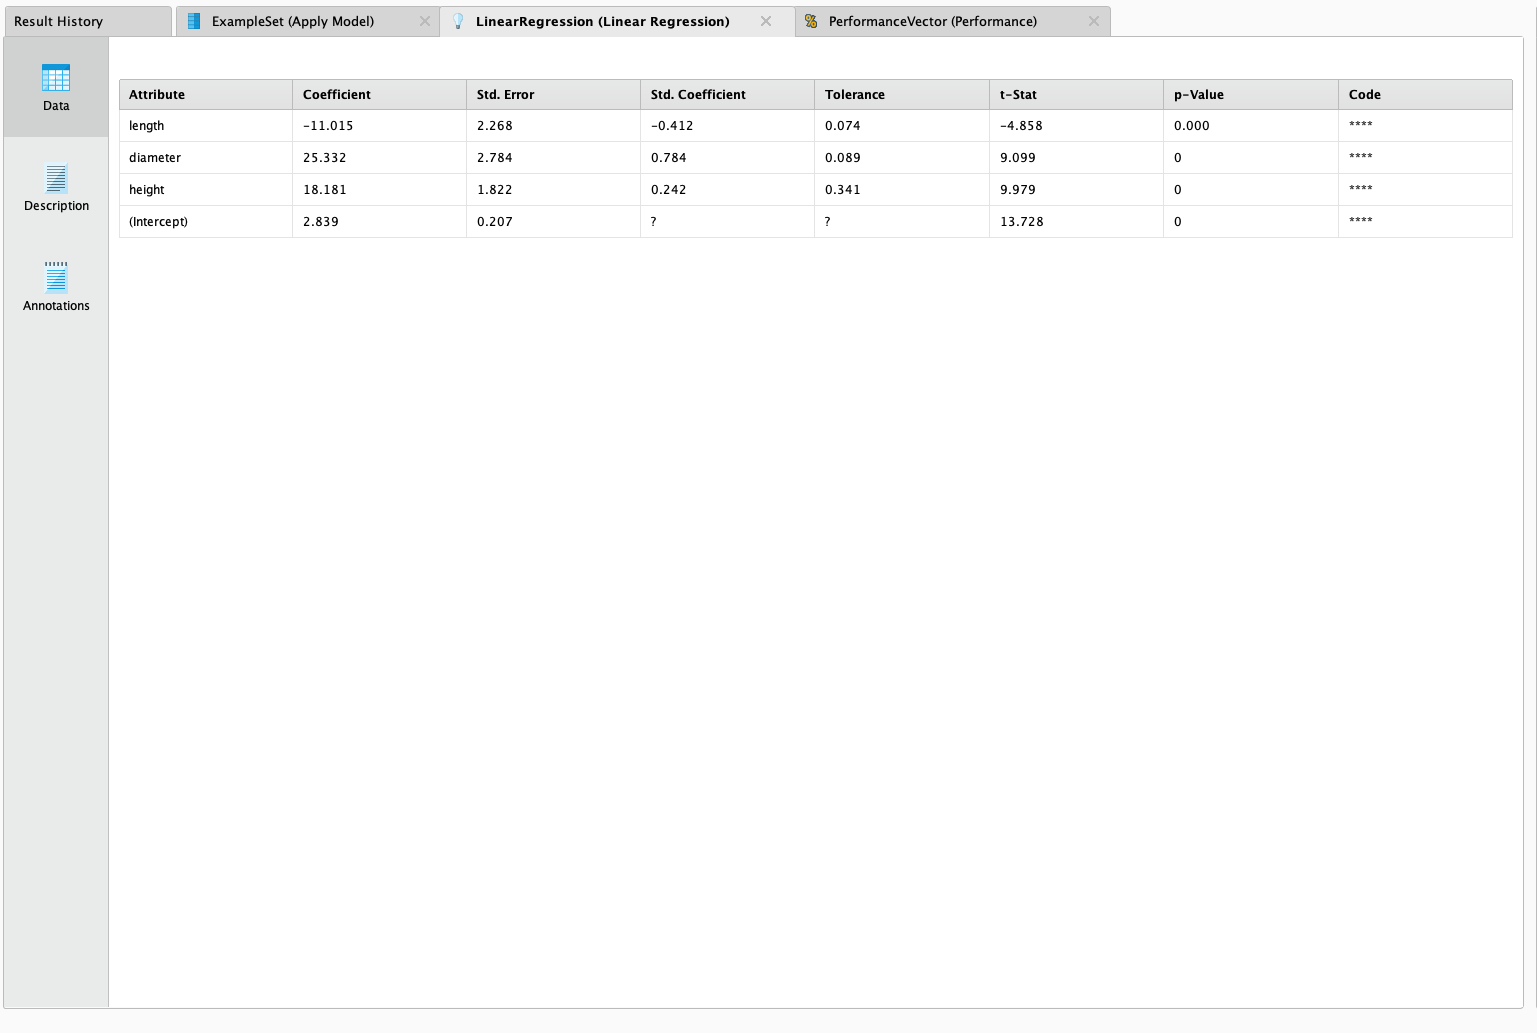 Result History ExampleSet (Apply Model) LinearRegression (Linear Regression) PerformanceVector (Performance)
Data
Description
Annotations
Attribute Coefficient Std. Error Std. Coefficient Tolerance t-Stat p-Value Code
length -11.015 2.268 -0.412 0.074 -4.858 0.000 ****
diameter 25.332 2.784 0.784 0.089 9.099 0 ****
height 18.181 1.822 0.242 0.341 9.979 0 ****
(Intercept) 2.839 0.207 ? ? 13.728 0 ****